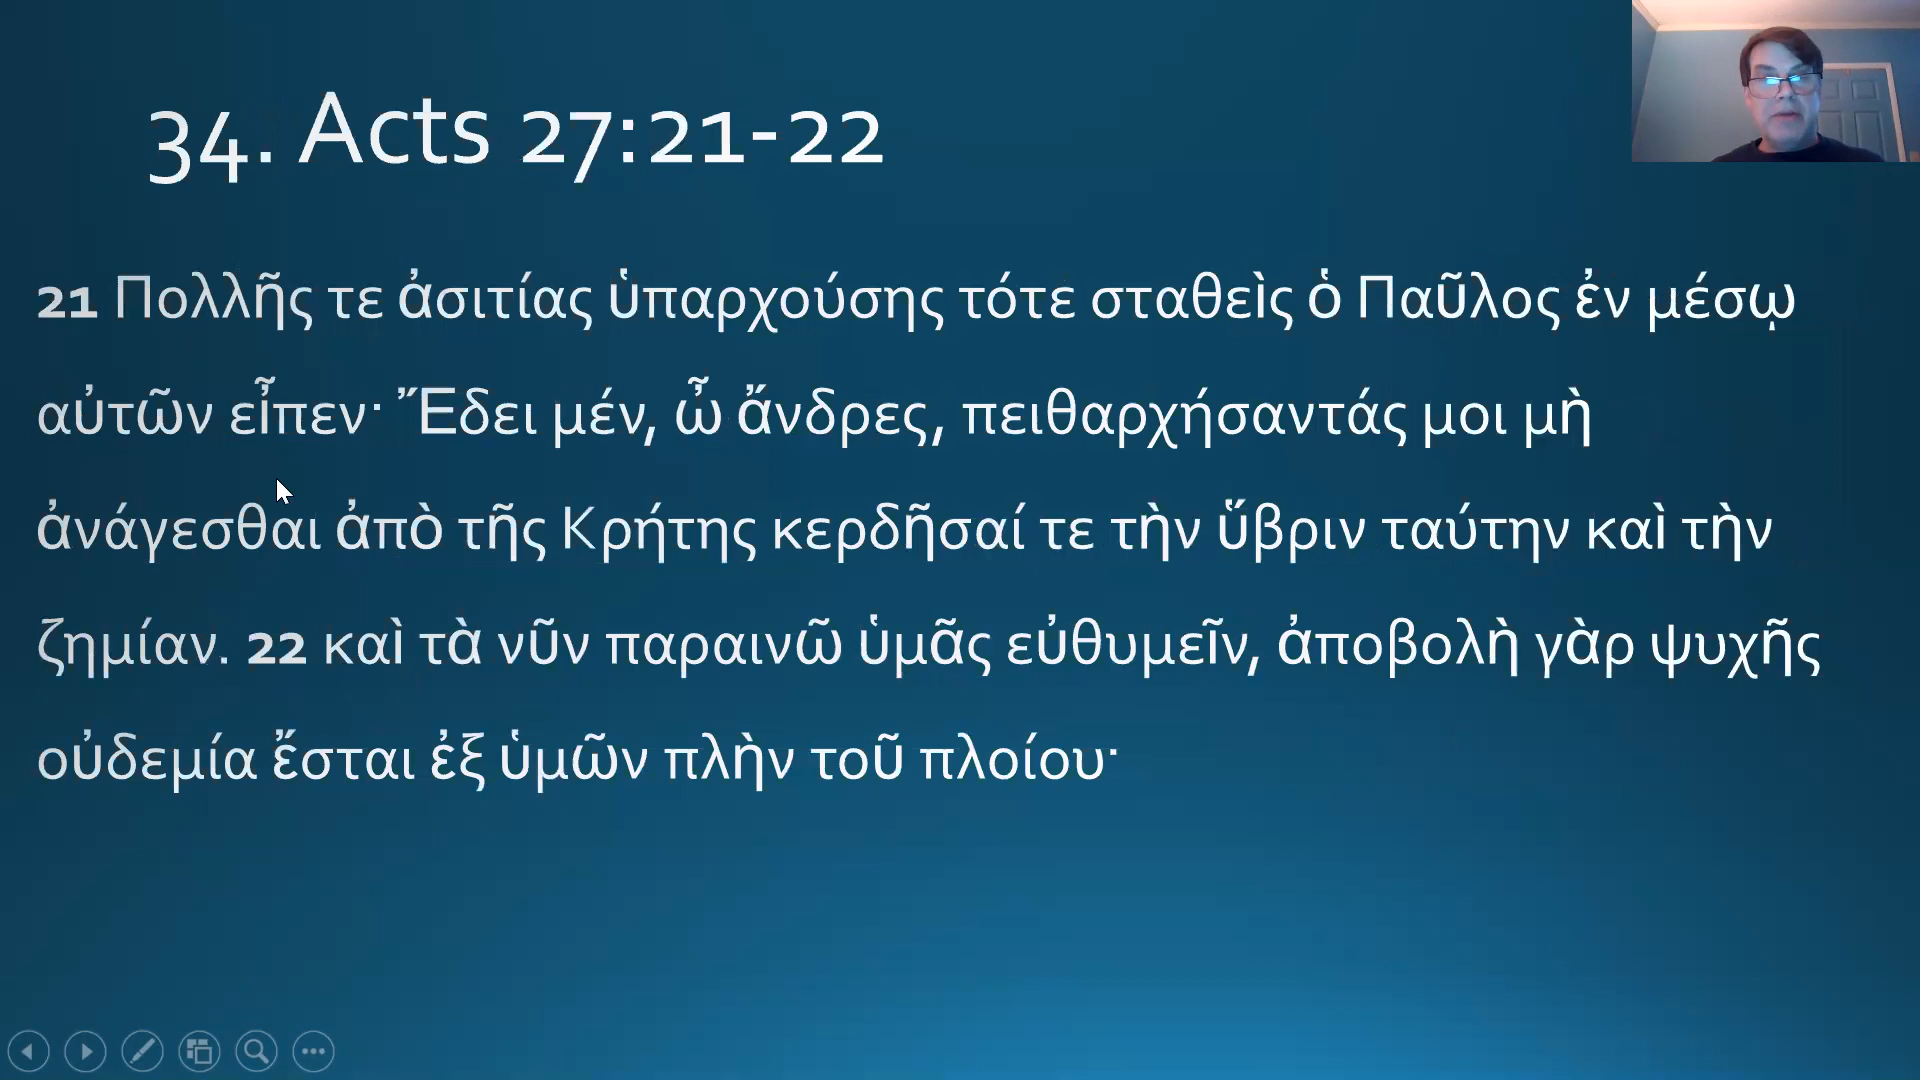 34. Acts 27:21-22
21 Πολλῆς τε ἀσιτίας ὑπαρχούσης τότε σταθεὶς ὁ Παῦλος ἐν μέσῳ
αὐτῶν εἶπεν· Ἔδει μέν, ὦ ἄνδρες, πειθαρχήσαντάς μοι μὴ
ἀνάγεσθαι ἀπὸ τῆς Κρήτης κερδῆσαί τε τὴν ὕβριν ταύτην καὶ τὴν
ζημίαν. 22 καὶ τὰ νῦν παραινῶ ὑμᾶς εὐθυμεῖν, ἀποβολὴ γὰρ ψυχῆς
οὐδεμία ἔσται ἐξ ὑμῶν πλὴν τοῦ πλοίου·